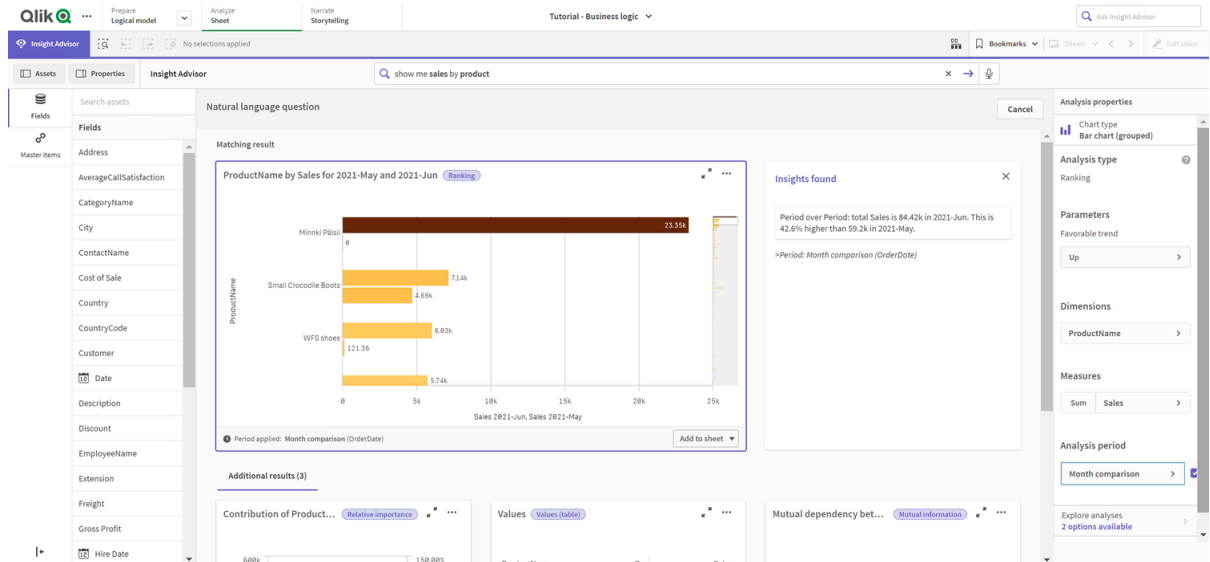 Qlik
Prepare
Logical model
Analyze
Sheet
Narrate
Storytelling
Tutorial - Business logic
Ask Insight Advisor
Insight Advisor
No selections applied
Bookmarks
Sheets
Edit sheet
Assets
Properties
Insight Advisor
show me sales by product
Fields
Master items
Search assets
Fields
Address
AverageCallSatisfaction
CategoryName
City
ContactName
Cost of Sale
Country
CountryCode
Customer
Date
Description
Discount
EmployeeName
Extension
Freight
Gross Profit
Hire Date
Natural language question
Cancel
Matching result
ProductName by Sales for 2021-May and 2021-Jun
Ranking
ProductName
Minnki Pälsii
23.35k
0
Small Crocodile Boots
7.14k
4.69k
WFS shoes
6.03k
121.36
5.74k
0
5k
10k
15k
20k
25k
Sales 2021-Jun, Sales 2021-May
Period applied: Month comparison (OrderDate)
Add to sheet
Insights found
Period over Period: total Sales is 84.42k in 2021-Jun. This is
42.6% higher than 59.2k in 2021-May.
>Period: Month comparison (OrderDate)
Additional results (3)
Contribution of Product...
Relative importance
600k
150.00%
Values
Values (table)
Mutual dependency bet...
Mutual information
Analysis properties
Chart type
Bar chart (grouped)
Analysis type
Ranking
Parameters
Favorable trend
Up
Dimensions
ProductName
Measures
Sum
Sales
Analysis period
Month comparison
Explore analyses
2 options available